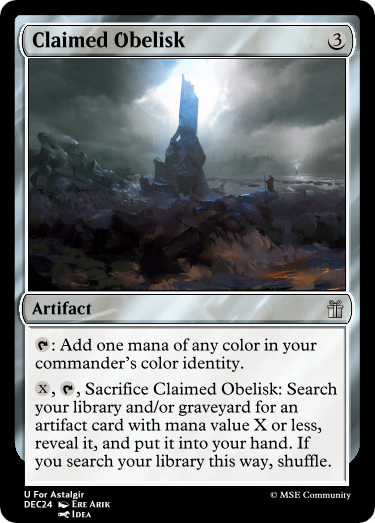 Claimed Obelisk 3
Artifact
: Add one mana of any color in your
commander's color identity.
X, , Sacrifice Claimed Obelisk: Search
your library and/or graveyard for an
artifact card with mana value X or less,
reveal it, and put it into your hand. If
you search your library this way, shuffle.
U For Astalgir
DEC24 Ere Arik © MSE Community
Idea